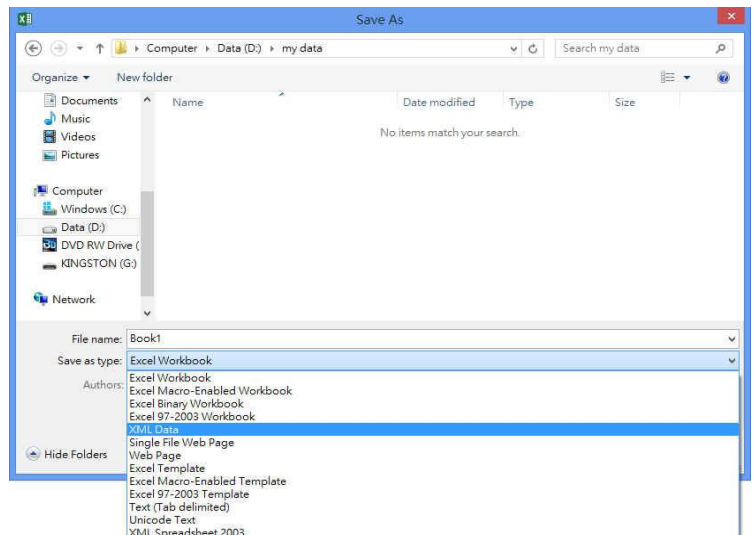 Save As
Computer Data (D:) my data
Search my data
Organize New folder
Documents
Music
Videos
Pictures
Computer
Windows (C:)
Data (D:)
DVD RW Drive (
KINGSTON (G:)
Network
Name Date modified Type Size
No items match your search.
File name: Book1
Save as type: Excel Workbook
Authors:
Excel Workbook
Excel Macro-Enabled Workbook
Excel Binary Workbook
Excel 97-2003 Workbook
XML Data
Single File Web Page
Web Page
Excel Template
Excel Macro-Enabled Template
Excel 97-2003 Template
Text (Tab delimited)
Unicode Text
XML Spreadsheet 2003
Hide Folders